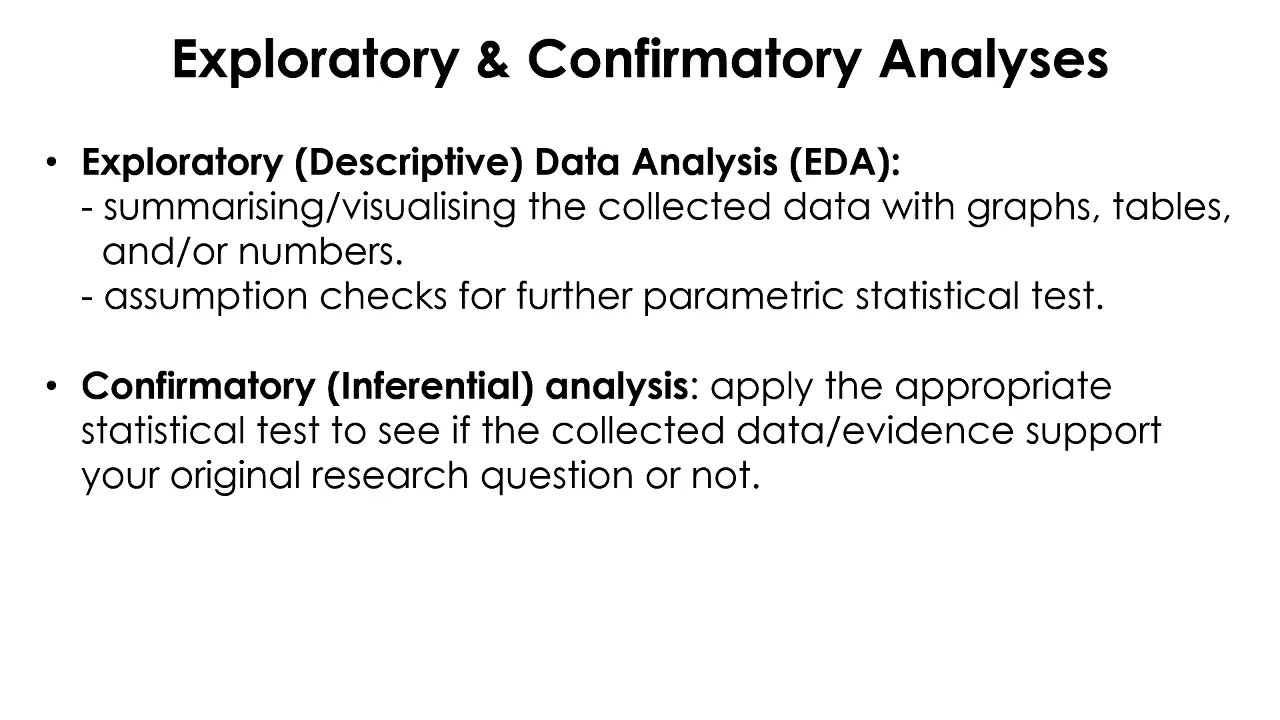 Exploratory & Confirmatory Analyses
• Exploratory (Descriptive) Data Analysis (EDA):
- summarising/visualising the collected data with graphs, tables,
and/or numbers.
- assumption checks for further parametric statistical test.
• Confirmatory (Inferential) analysis: apply the appropriate
statistical test to see if the collected data/evidence support
your original research question or not.